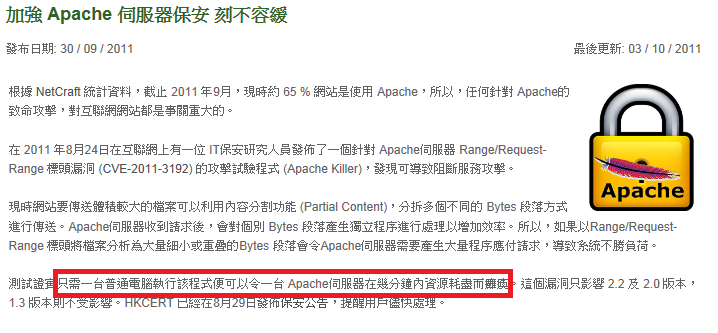 加強 Apache 伺服器保安 刻不容緩
發布日期: 30 / 09 / 2011
最後更新: 03 / 10 / 2011
根據 NetCraft 統計資料，截止 2011 年9月，現時約 65 % 網站是使用 Apache，所以，任何針對 Apache的
致命攻擊，對互聯網網站都是事關重大的。
Apache
在 2011 年8月24日在互聯網上有一位 IT保安研究人員發佈了一個針對 Apache伺服器 Range/Request-
Range 標頭漏洞 (CVE-2011-3192) 的攻擊試驗程式 (Apache Killer)，發現可導致阻斷服務攻擊。
現時網站要傳送體積較大的檔案可以利用內容分割功能 (Partial Content)，分拆多個不同的 Bytes 段落方式
進行傳送。Apache伺服器收到請求後，會對個別 Bytes 段落產生獨立程序進行處理以增加效率。所以，如果以Range/Request-
Range 標頭將檔案分析為大量細小或重疊的Bytes 段落會令Apache伺服器需要產生大量程序應付請求，導致系統不勝負荷。
測試證實只需一台普通電腦執行該程式便可以令一台 Apache伺服器在幾分鐘內資源耗盡而癱瘓。這個漏洞只影響 2.2 及 2.0 版本，
1.3 版本則不受影響。HKCERT 已經在8月29日發佈保安公告，提醒用戶儘快處理。